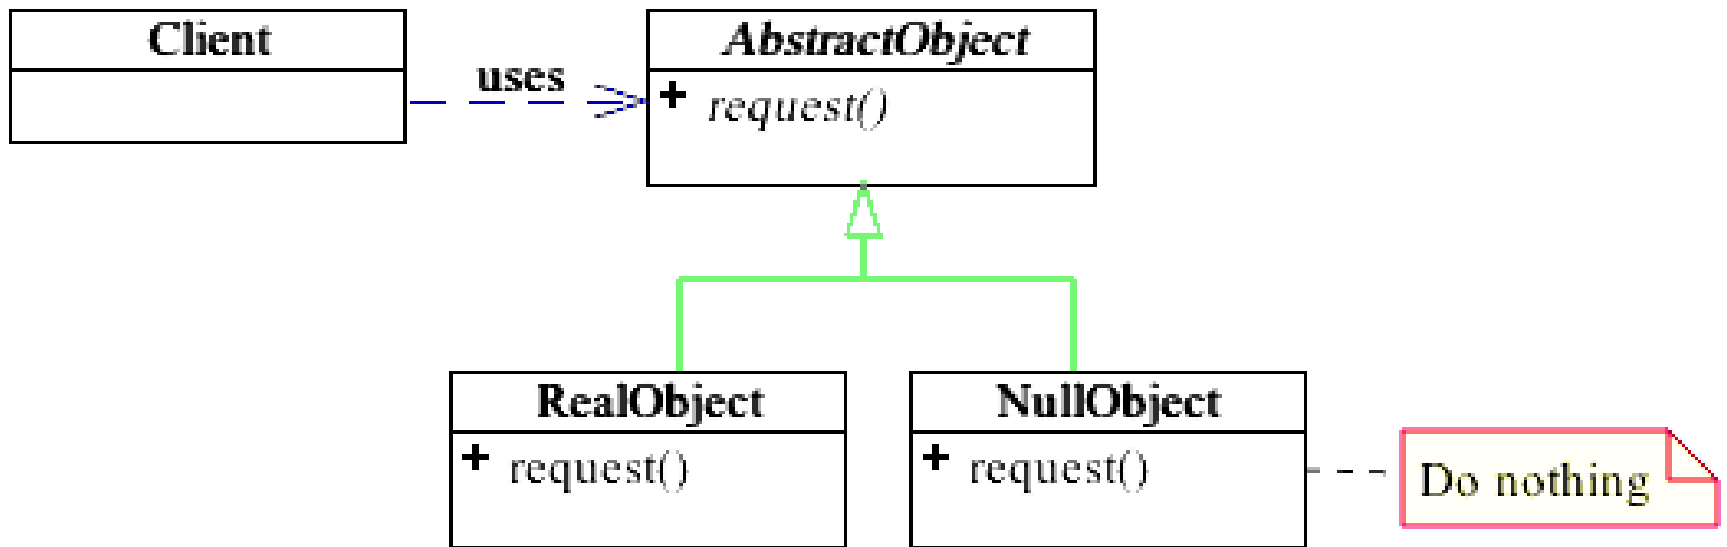 Client
AbstractObject
uses
+ request()
RealObject
NullObject
+ request()
+ request()
Do nothing